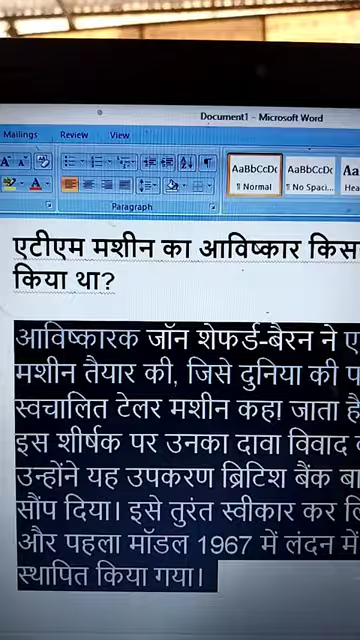 Document1 - Microsoft Word
Mailings Review View
AaBbCcDc AaBbCcDc
¶ Normal ¶ No Spaci...
Paragraph
एटीएम मशीन का आविष्कार किस
किया था?
आविष्कारक जॉन शेफर्ड-बैरन ने
मशीन तैयार की, जिसे दुनिया की
स्वचालित टेलर मशीन कहा जाता है
इस शीर्षक पर उनका दावा विवाद
उन्होंने यह उपकरण ब्रिटिश बैंक
सौंप दिया। इसे तुरंत स्वीकार कर
और पहला मॉडल 1967 में लंदन में
स्थापित किया गया।